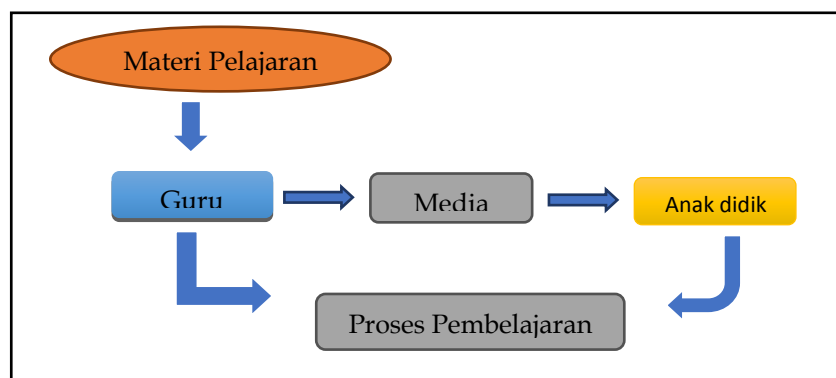 Materi Pelajaran
Guru
Media
Anak didik
Proses Pembelajaran